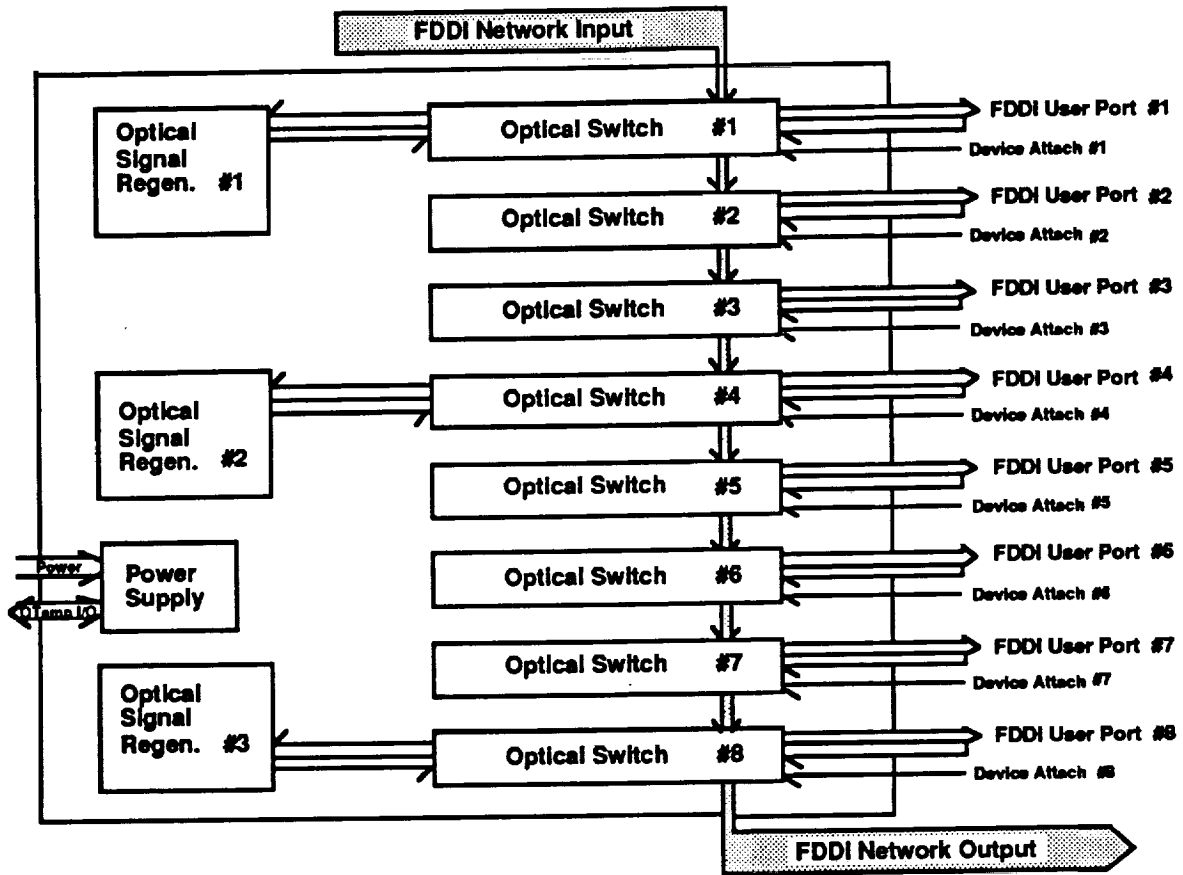 FDDI Network Input
Optical
Signal
Regen. #1
Optical Switch #1
FDDI User Port #1
Device Attach #1
Optical Switch #2
FDDI User Port #2
Device Attach #2
Optical Switch #3
FDDI User Port #3
Device Attach #3
Optical
Signal
Regen. #2
Optical Switch #4
FDDI User Port #4
Device Attach #4
Optical Switch #5
FDDI User Port #5
Device Attach #5
Power
I/O
Power
Supply
Optical Switch #6
FDDI User Port #6
Device Attach #6
Optical Switch #7
FDDI User Port #7
Device Attach #7
Optical
Signal
Regen. #3
Optical Switch #8
FDDI User Port #8
Device Attach #8
FDDI Network Output